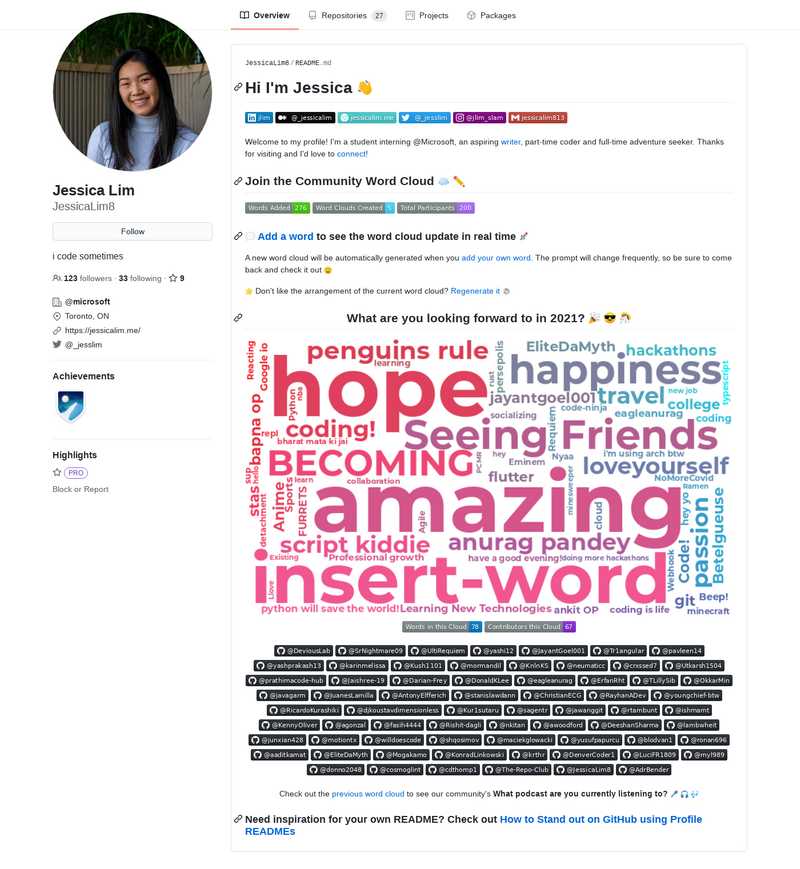 Overview
Repositories 27
Projects
Packages
Jessica Lim
JessicaLim8
Follow
i code sometimes
123 followers · 33 following · 9
@microsoft
Toronto, ON
https://jessicalim.me/
@_jesslim
Achievements
Highlights
PRO
Block or Report
JessicaLim8 / README.md
Hi I'm Jessica 👋
jlim @_jessicalim jessicalim.me @_jesslim @jlim_slam jessicalim813
Welcome to my profile! I'm a student interning @Microsoft, an aspiring writer, part-time coder and full-time adventure seeker. Thanks
for visiting and I'd love to connect!
Join the Community Word Cloud ☁️ ✏️
Words Added 276 Word Clouds Created 5 Total Participants 200
Add a word to see the word cloud update in real time 🚀
A new word cloud will be automatically generated when you add your own word. The prompt will change frequently, so be sure to come
back and check it out 😄
⭐ Don't like the arrangement of the current word cloud? Regenerate it 🎲
What are you looking forward to in 2021? 🎉 😎
Reacting
Google io
penguins rule
learning
hope
Python
nba
rust
persepolis
EliteDaMyth
hackathons
happiness
typescript
jayantgoel001
travel
new job
college
coding
socializing
code-ninja
eaglenaurag
bapna op
repl
coding!
bharat mata ki jai
Seeing Friends
Requiem
sup
hello
BECOMING
PCMR
hey
Eminem
Nyaa
i'm using arch btw
loveyourself
NoMoreCovid
Ramen
stas
detachment
Anime
Sports
learn
FURRETS
collaboration
flutter
minesweeper
amazing
Agile
cloud
hey yo
passion
Betelgueuse
script kiddie
anurag pandey
Code!
Existing
Professional growth
have a good evening!
doing more hackathons
Webhook
Llove
insert-word
git
Beep!
python will save the world!
Learning New Technologies
ankit OP
coding is life
minecraft
Words in this Cloud 78 Contributors this Cloud 67
@DeviousLab @SrNightmare09 @UltiRequiem @yashi12 @JayantGoel001 @Tr1angular @pavleen14
@yashprakash13 @karinmelissa @Kush1101 @mormandil @KnlnKS @neumaticc @crxssed7 @Utkarsh1504
@prathimacode-hub @Jaishree-19 @Darian-Frey @DonaldKLee @eagleanurag @ErfanRht @TLillySib @OkkarMin
@javagarm @JuanesLamilla @AntonyElfferich @stanislawdann @ChristianECG @RayhanADev @youngchief-btw
@RicardoKurashiki @djkoustavdimensionless @Kur1sutaru @sagentr @jawanggit @rtambunt @ishmamt
@KennyOliver @agonzal @fasih4444 @Rishit-dagli @nkitan @awoodford @DeeshanSharma @lambwheit
@junxian428 @motiontx @willdoescode @shqosimov @maciekglowacki @yusufpapurcu @blodvan1 @ronan696
@aaditkamat @EliteDaMyth @Mogakamo @KonradLinkowski @krthr @DenverCoder1 @LuciFR1809 @myl989
@donno2048 @cosmoglint @cdthomp1 @The-Repo-Club @JessicaLim8 @AdrBender
Check out the previous word cloud to see our community's What podcast are you currently listening to? 🎤 🎧 🎶
Need inspiration for your own README? Check out How to Stand out on GitHub using Profile
READMEs